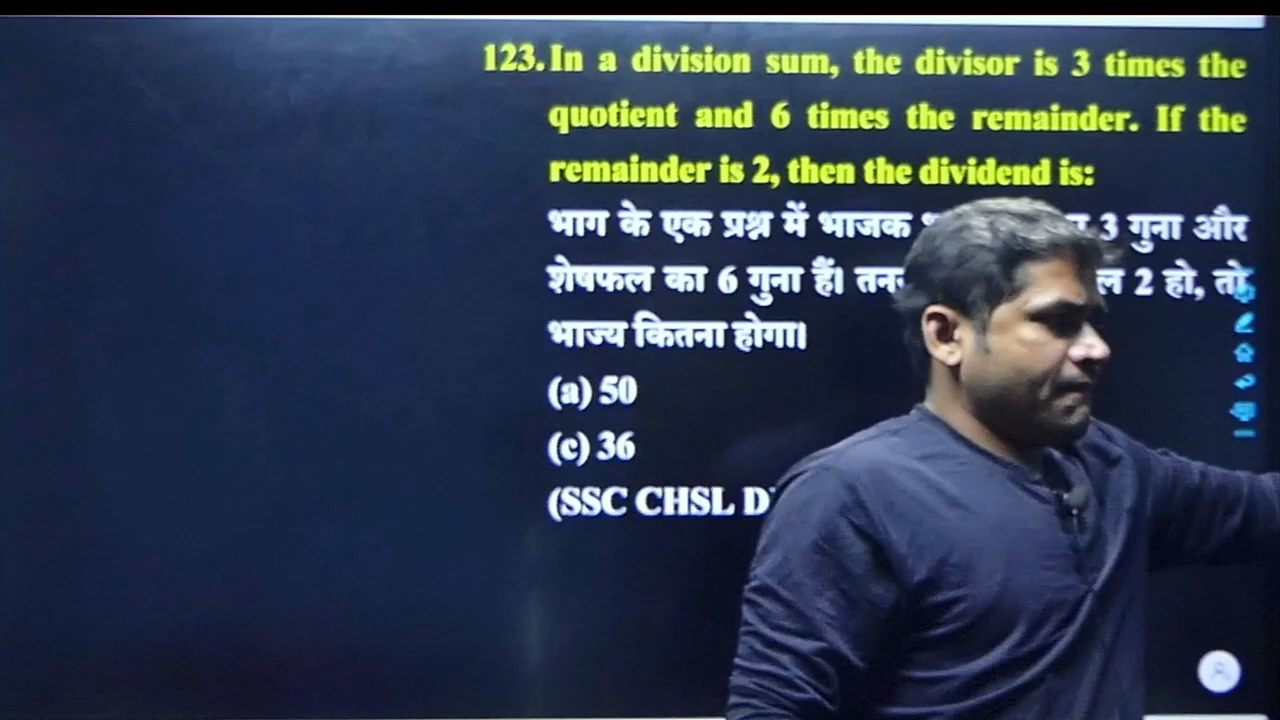 123. In a division sum, the divisor is 3 times the
quotient and 6 times the remainder. If the
remainder is 2, then the dividend is:
भाग के एक प्रश्न में भाजक 3 गुना और
शेषफल का 6 गुना हैं। 2 हो, तो
भाज्य कितना होगा।
(a) 50
(c) 36
(SSC CHSL